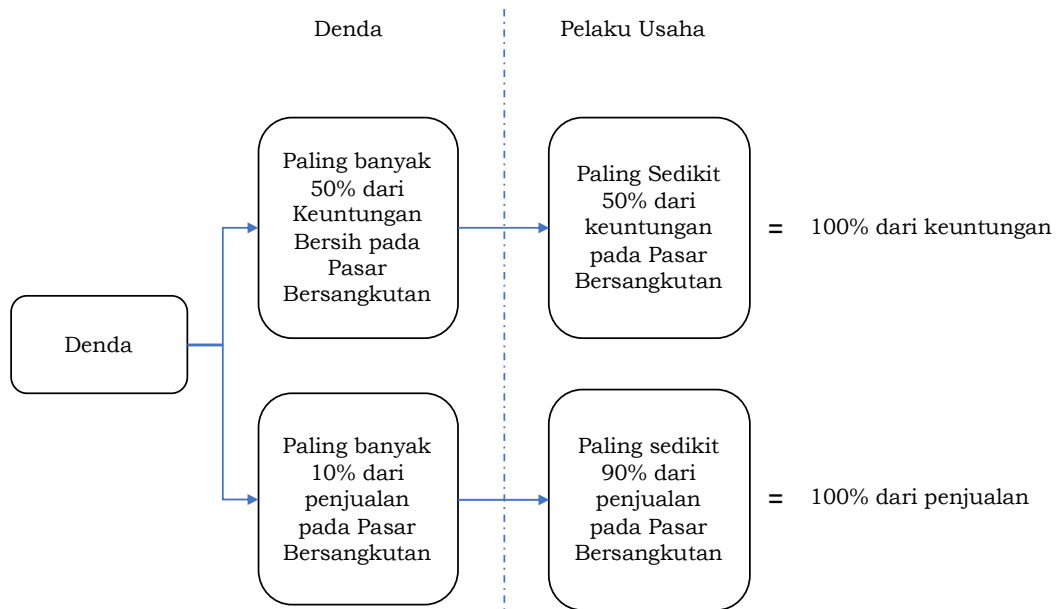 Denda
Pelaku Usaha
Paling banyak
50% dari
Keuntungan
Bersih pada
Pasar
Bersangkutan
Paling Sedikit
50% dari
keuntungan
pada Pasar
Bersangkutan
= 100% dari keuntungan
Denda
Paling banyak
10% dari
penjualan
pada Pasar
Bersangkutan
Paling sedikit
90% dari
penjualan
pada Pasar
Bersangkutan
= 100% dari penjualan